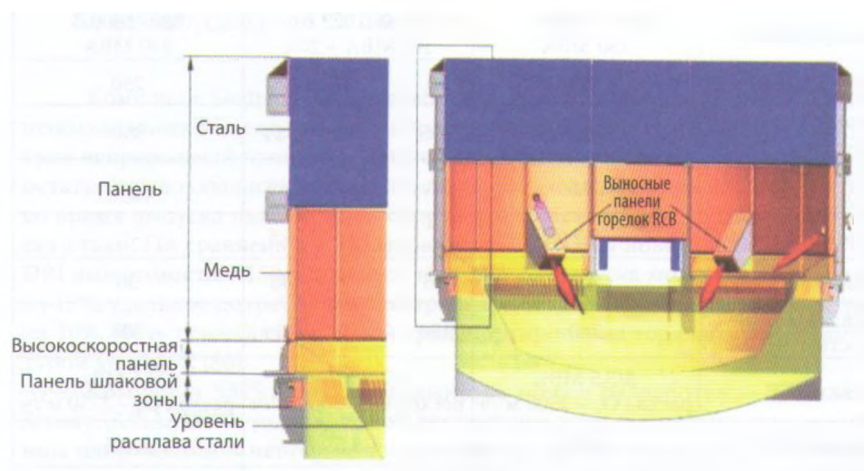 Сталь
Панель
Медь
Высокоскоростная
панель
Панель шлаковой
зоны
Уровень
расплава стали
Выносные
панели
горелок RCB